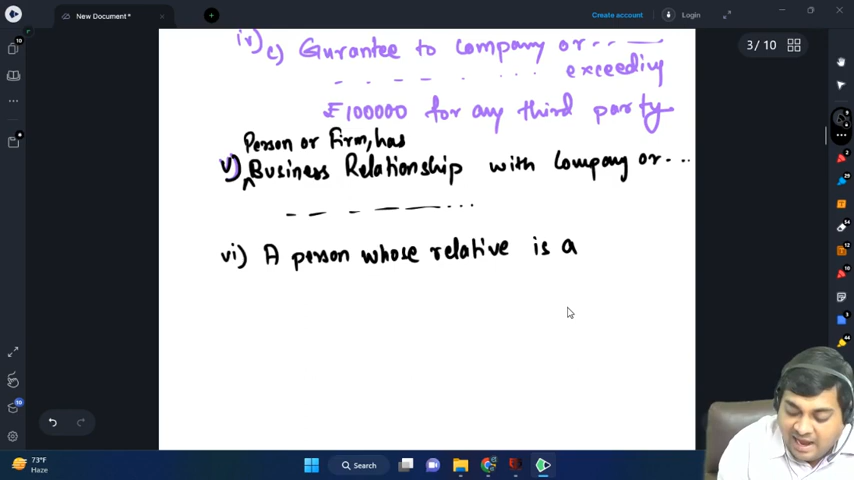 New Document*
Create account
Login
3 / 10
iv) c) Gurantee to Company or ..
exceeding
₤100000 for any third party
Person or Firm, has
v) Business Relationship with Company or ...
vi) A person whose relative is a
Search
73°F
Haze